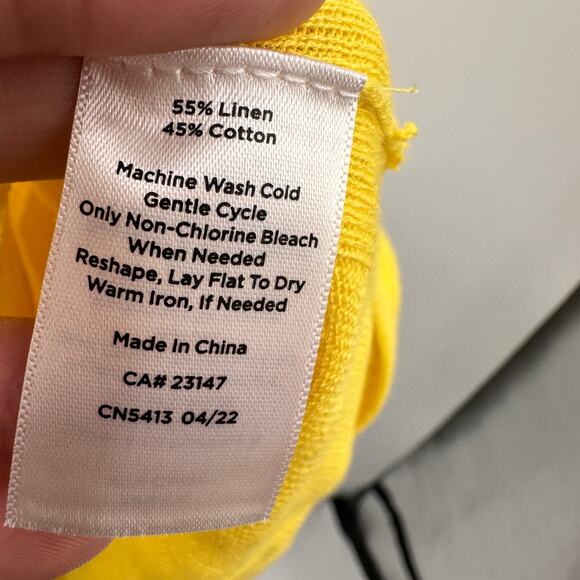 55% Linen
45% Cotton
Machine Wash Cold
Gentle Cycle
Only Non-Chlorine Bleach
When Needed
Reshape, Lay Flat To Dry
Warm Iron, If Needed
Made In China
CA# 23147
CN5413 04/22